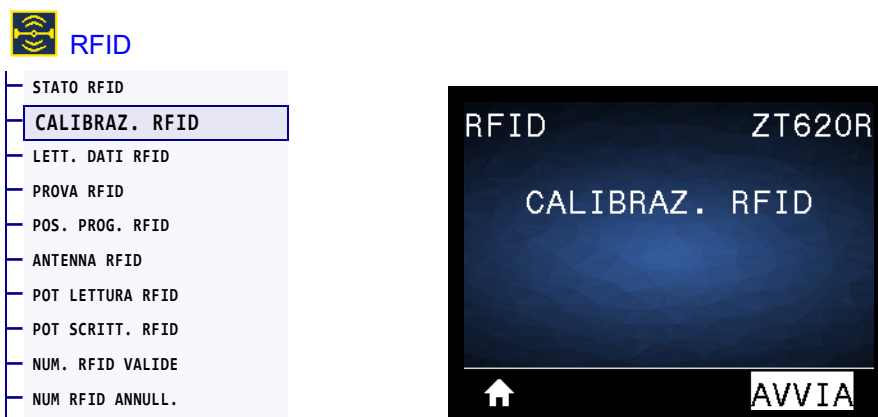 RFID
STATO RFID
CALIBRAZ. RFID
LETT. DATI RFID
PROVA RFID
POS. PROG. RFID
ANTENNA RFID
POT LETTURA RFID
POT SCRITT. RFID
NUM. RFID VALIDE
NUM RFID ANNULL.
RFID ZT620R
CALIBRAZ. RFID
AVVIA